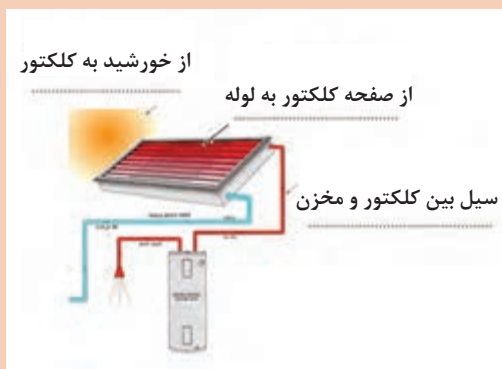 از خورشید به کلکتور
از صفحه کلکتور به لوله
سیل بین کلکتور و مخزن